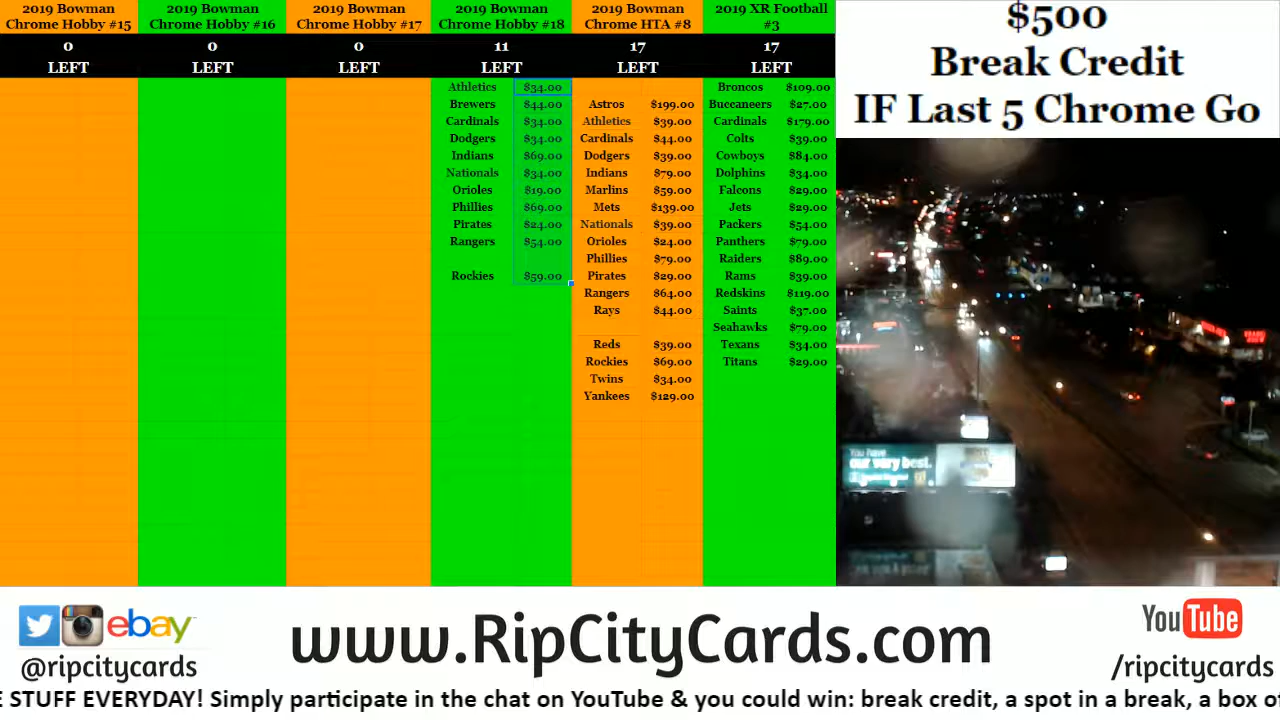 2019 Bowman
Chrome Hobby #15
0
LEFT
2019 Bowman
Chrome Hobby #16
0
LEFT
2019 Bowman
Chrome Hobby #17
0
LEFT
2019 Bowman
Chrome Hobby #18
11
LEFT
Athletics $34.00
Brewers $44.00
Cardinals $34.00
Dodgers $34.00
Indians $69.00
Nationals $34.00
Orioles $19.00
Phillies $69.00
Pirates $24.00
Rangers $54.00
Rockies $59.00
2019 Bowman
Chrome HTA #8
17
LEFT
Astros $199.00
Athletics $39.00
Cardinals $44.00
Dodgers $39.00
Indians $79.00
Marlins $59.00
Mets $139.00
Nationals $39.00
Orioles $24.00
Phillies $79.00
Pirates $29.00
Rangers $64.00
Rays $44.00
Reds $39.00
Rockies $69.00
Twins $34.00
Yankees $129.00
2019 XR Football
#3
17
LEFT
Broncos $109.00
Buccaneers $27.00
Cardinals $179.00
Colts $39.00
Cowboys $84.00
Dolphins $34.00
Falcons $29.00
Jets $29.00
Packers $54.00
Panthers $79.00
Raiders $89.00
Rams $39.00
Redskins $119.00
Saints $37.00
Seahawks $79.00
Texans $34.00
Titans $29.00
$500
Break Credit
IF Last 5 Chrome Go
You have
our very best.
ebay
@ripcitycards
www.RipCityCards.com
YouTube
/ripcitycards
E STUFF EVERYDAY! Simply participate in the chat on YouTube & you could win: break credit, a spot in a break, a box of